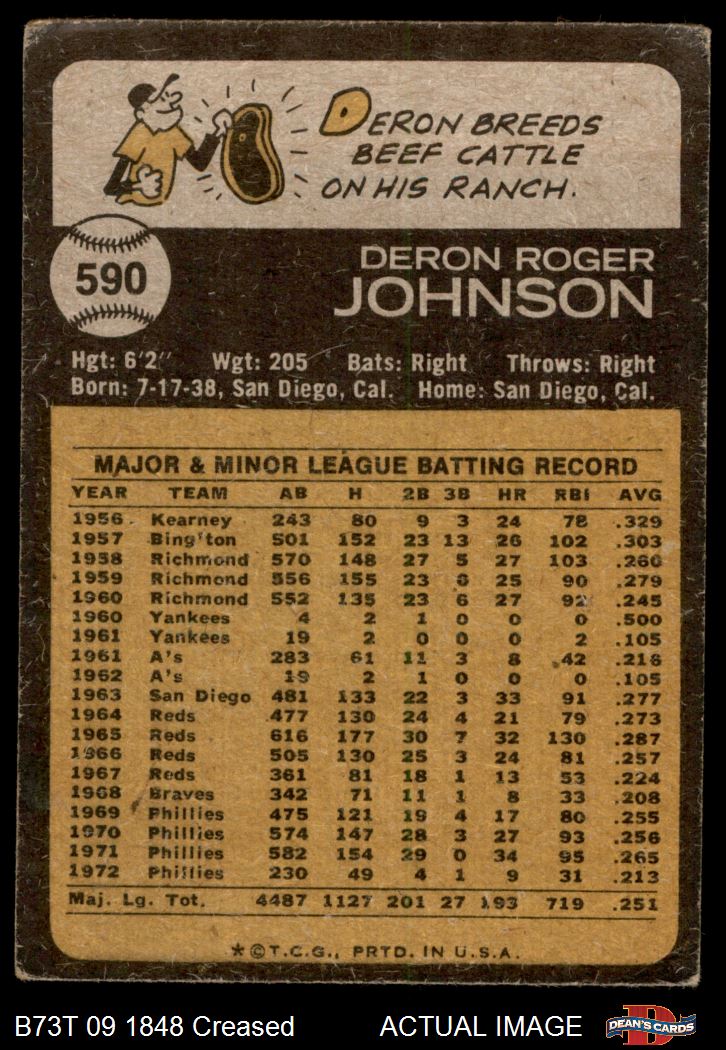 DERON BREEDS
BEEF CATTLE
ON HIS RANCH.
590
DERON ROGER
JOHNSON
Hgt: 6'2" Wgt: 205 Bats: Right Throws: Right
Born: 7-17-38, San Diego, Cal. Home: San Diego, Cal.
MAJOR & MINOR LEAGUE BATTING RECORD
YEAR TEAM AB H 2B 3B HR RBI AVG
1956 Kearney 243 80 9 3 24 78 .329
1957 Bing'ton 501 152 23 13 26 102 .303
1958 Richmond 570 148 27 5 27 103 .260
1959 Richmond 556 155 23 25 90 .279
1960 Richmond 552 135 23 6 27 92 .245
1960 Yankees 4 2 1 0 0 0 .500
1961 Yankees 19 2 0 0 0 2 .105
1961 A's 283 61 11 3 8 42 .216
1962 A's 19 2 1 0 0 0 .105
1963 San Diego 481 133 22 3 33 91 .277
1964 Reds 477 130 24 4 21 79 .273
1965 Reds 616 177 30 7 32 130 .287
1966 Reds 505 130 25 3 24 81 .257
1967 Reds 361 81 18 1 13 53 .224
1968 Braves 342 71 11 1 8 33 .208
1969 Phillies 475 121 19 4 17 80 .255
1970 Phillies 574 147 28 3 27 93 .256
1971 Phillies 582 154 29 0 34 95 .265
1972 Phillies 230 49 4 1 9 31 .213
Maj. Lg. Tot. 4487 1127 201 27 193 719 .251
*©T.C.G., PRTD. IN U.S.A.
B73T 09 1848 Creased ACTUAL IMAGE DEAN'S CARDS